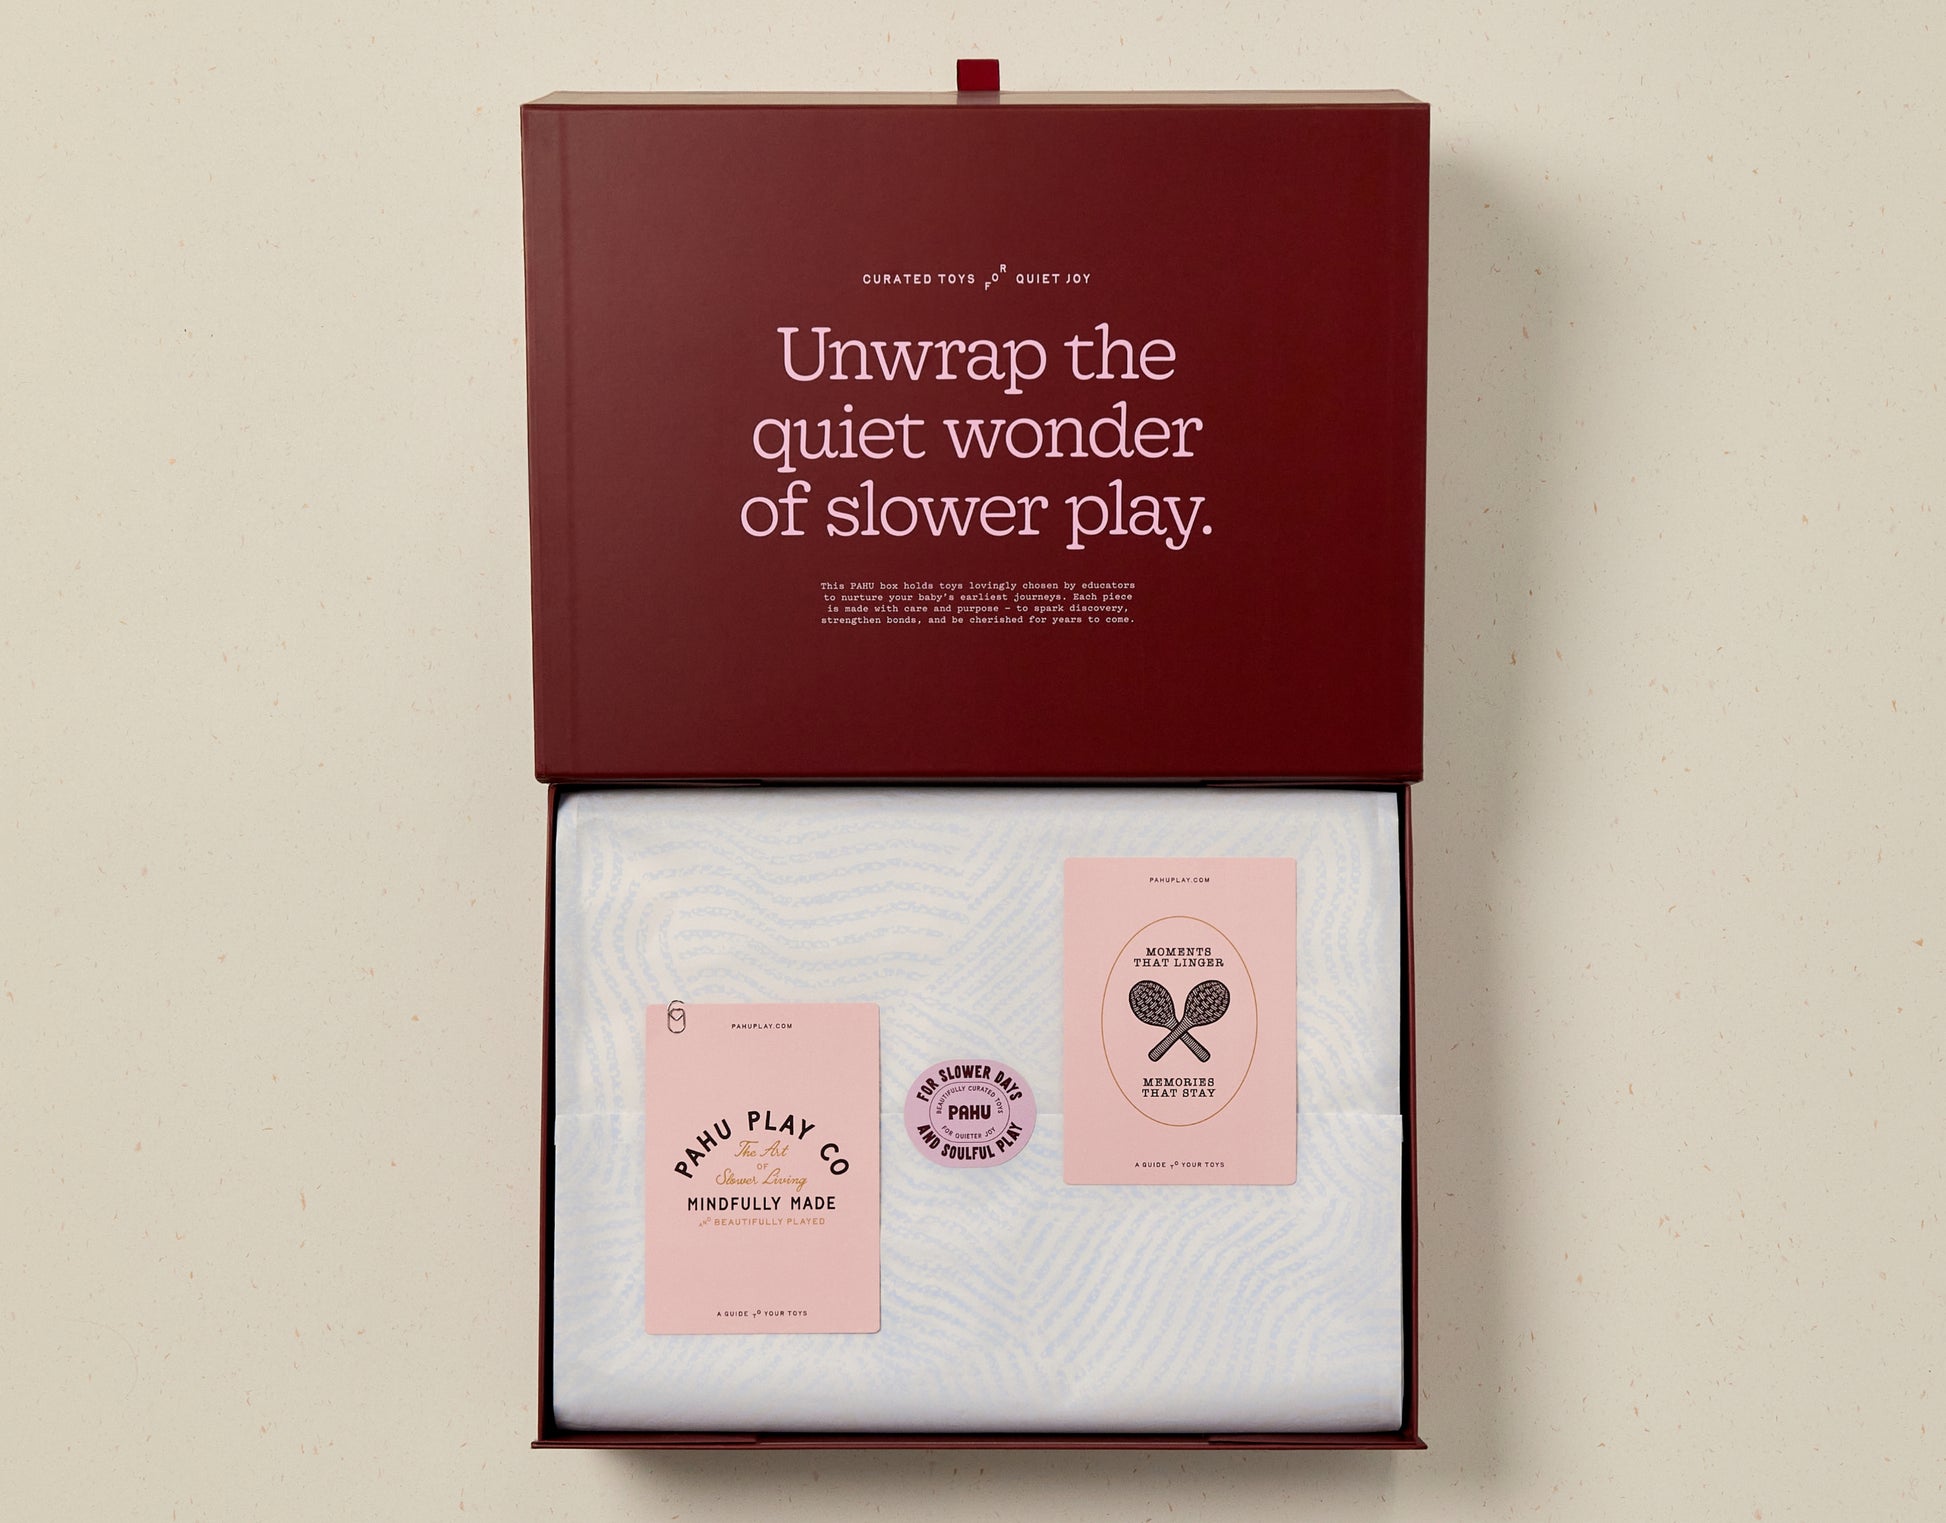 CURATED TOYS FOR QUIET JOY
Unwrap the
quiet wonder
of slower play.
This PAHU box holds toys lovingly chosen by educators
to nurture your baby's earliest journeys. Each piece
is made with care and purpose – to spark discovery,
strengthen bonds, and be cherished for years to come.
PAHUPLAY.COM
PAHU PLAY CO
The Art
OF
Slower Living
MINDFULLY MADE
AND BEAUTIFULLY PLAYED
A GUIDE TO YOUR TOYS
FOR SLOWER DAYS
BEAUTIFULLY CURATED TOYS
PAHU
FOR QUIETER JOY
AND SOULFUL PLAY
PAHUPLAY.COM
MOMENTS
THAT LINGER
MEMORIES
THAT STAY
A GUIDE TO YOUR TOYS